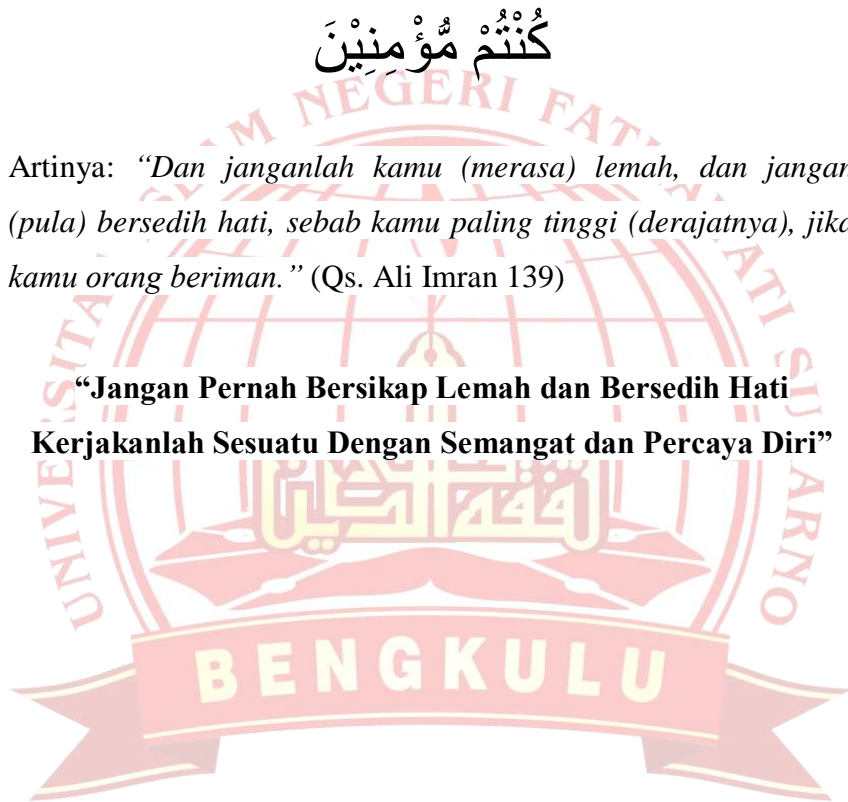 كُنْتُمْ مُّؤْمِنِيْنَ
Artinya: “Dan janganlah kamu (merasa) lemah, dan jangan
(pula) bersedih hati, sebab kamu paling tinggi (derajatnya), jika
kamu orang beriman.” (Qs. Ali Imran 139)
“Jangan Pernah Bersikap Lemah dan Bersedih Hati
Kerjakanlah Sesuatu Dengan Semangat dan Percaya Diri”
BENGKULU